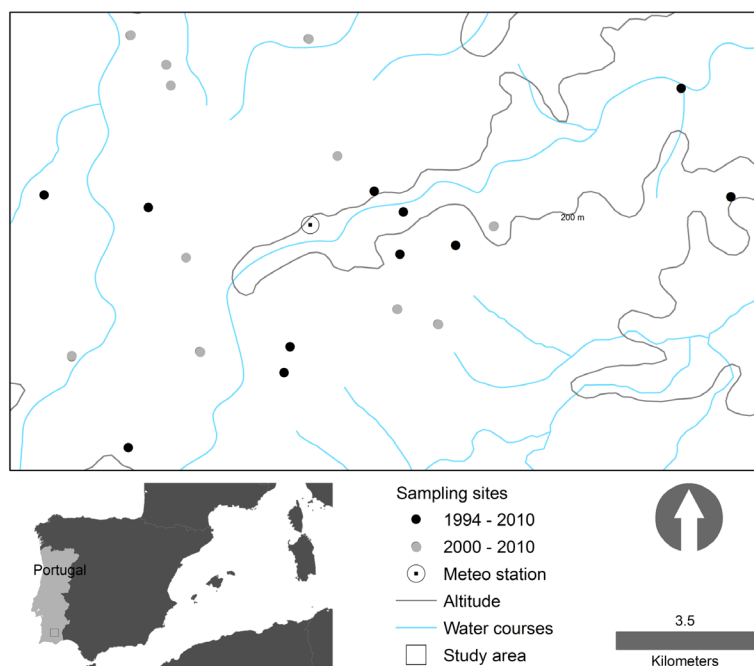 200 m
Portugal
Sampling sites
1994 - 2010
2000 - 2010
Meteo station
Altitude
Water courses
Study area
3.5
Kilometers